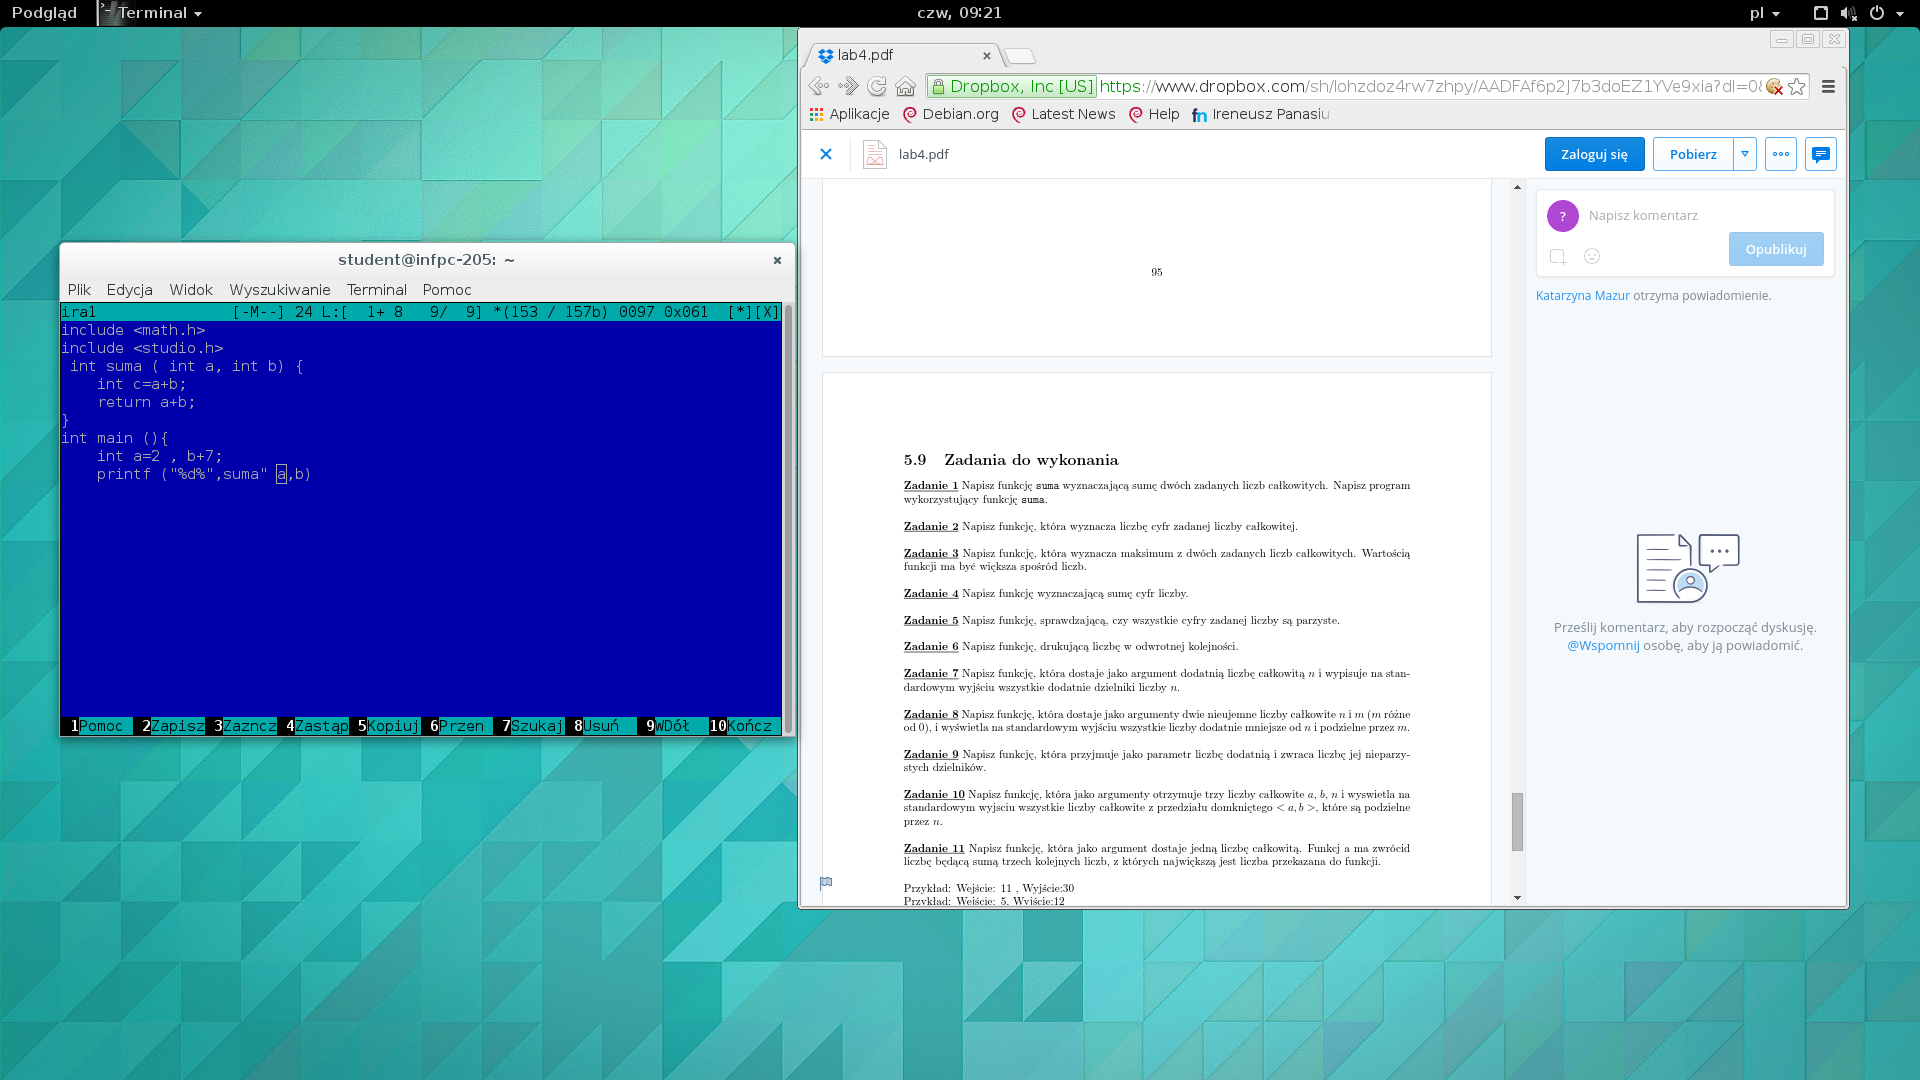 Podgląd Terminal czw, 09:21 pl
student@infpc-205: ~
Plik Edycja Widok Wyszukiwanie Terminal Pomoc
ira1 [-M--] 24 L:[ 1+ 8 9/ 9] *(153 / 157b) 0097 0x061 [*][X]
include <math.h>
include <studio.h>
int suma ( int a, int b) {
int c=a+b;
return a+b;
}
int main (){
int a=2 , b+7;
printf ("%d%",suma" a,b)
1Pomoc 2Zapisz 3Zazncz 4Zastąp 5Kopiuj 6Przen 7Szukaj 8Usuń 9WDół 10Kończ
lab4.pdf
Dropbox, Inc [US] https://www.dropbox.com/sh/lohzdoz4rw7zhpy/AADFAf6p2J7b3doEZ1YVe9xia?dl=0&
Aplikacje Debian.org Latest News Help Ireneusz Panasiu
lab4.pdf Zaloguj się Pobierz
95
5.9 Zadania do wykonania
Zadanie 1 Napisz funkcję suma wyznaczającą sumę dwóch zadanych liczb całkowitych. Napisz program
wykorzystujący funkcję suma.
Zadanie 2 Napisz funkcję, która wyznacza liczbę cyfr zadanej liczby całkowitej.
Zadanie 3 Napisz funkcję, która wyznacza maksimum z dwóch zadanych liczb całkowitych. Wartością
funkcji ma być większa spośród liczb.
Zadanie 4 Napisz funkcję wyznaczającą sumę cyfr liczby.
Zadanie 5 Napisz funkcję, sprawdzającą, czy wszystkie cyfry zadanej liczby są parzyste.
Zadanie 6 Napisz funkcję, drukującą liczbę w odwrotnej kolejności.
Zadanie 7 Napisz funkcję, która dostaje jako argument dodatnią liczbę całkowitą n i wypisuje na stan-
dardowym wyjściu wszystkie dodatnie dzielniki liczby n.
Zadanie 8 Napisz funkcję, która dostaje jako argumenty dwie nieujemne liczby całkowite n i m (m różne
od 0), i wyświetla na standardowym wyjściu wszystkie liczby dodatnie mniejsze od n i podzielne przez m.
Zadanie 9 Napisz funkcję, która przyjmuje jako parametr liczbę dodatnią i zwraca liczbę jej nieparzy-
stych dzielników.
Zadanie 10 Napisz funkcję, która jako argumenty otrzymuje trzy liczby całkowite a, b, n i wyswietla na
standardowym wyjsciu wszystkie liczby całkowite z przedziału domkniętego < a, b >, które są podzielne
przez n.
Zadanie 11 Napisz funkcję, która jako argument dostaje jedną liczbę całkowitą. Funkcj a ma zwrócid
liczbę będącą sumą trzech kolejnych liczb, z których największą jest liczba przekazana do funkcji.
Przykład: Wejście: 11 , Wyjście:30
Przykład: Wejście: 5, Wyjście:12
? Napisz komentarz
Opublikuj
Katarzyna Mazur otrzyma powiadomienie.
Prześlij komentarz, aby rozpocząć dyskusję.
@Wspomnij osobę, aby ją powiadomić.